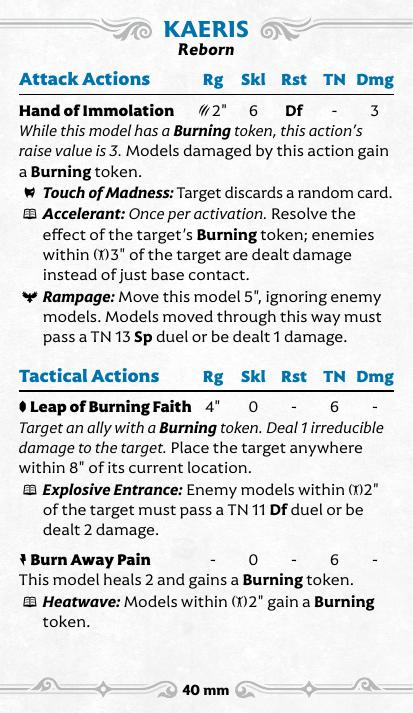 KAERIS
Reborn
Attack Actions Rg Skl Rst TN Dmg
Hand of Immolation 2" 6 Df - 3
While this model has a Burning token, this action's
raise value is 3. Models damaged by this action gain
a Burning token.
Touch of Madness: Target discards a random card.
Accelerant: Once per activation. Resolve the
effect of the target's Burning token; enemies
within 3" of the target are dealt damage
instead of just base contact.
Rampage: Move this model 5", ignoring enemy
models. Models moved through this way must
pass a TN 13 Sp duel or be dealt 1 damage.
Tactical Actions Rg Skl Rst TN Dmg
Leap of Burning Faith 4" 0 - 6 -
Target an ally with a Burning token. Deal 1 irreducible
damage to the target. Place the target anywhere
within 8" of its current location.
Explosive Entrance: Enemy models within 2"
of the target must pass a TN 11 Df duel or be
dealt 2 damage.
Burn Away Pain - 0 - 6 -
This model heals 2 and gains a Burning token.
Heatwave: Models within 2" gain a Burning
token.
40 mm